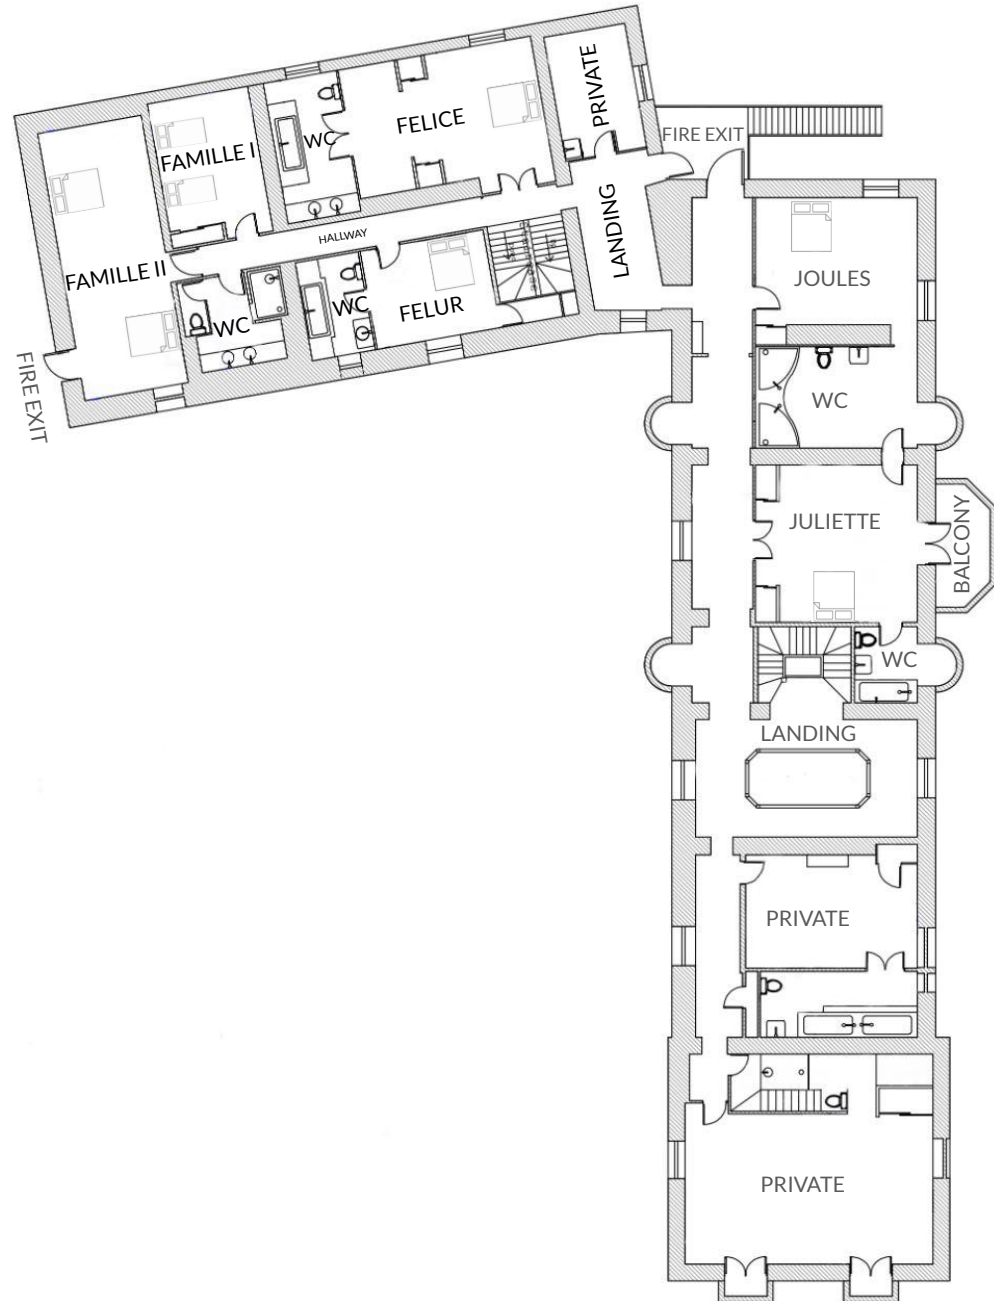 PRIVATE
FELICE
WC
FIRE EXIT
FAMILLE I
LANDING
HALLWAY
FAMILLE II
JOULES
WC
FELUR
WC
FIRE EXIT
WC
JULIETTE
BALCONY
WC
LANDING
PRIVATE
PRIVATE